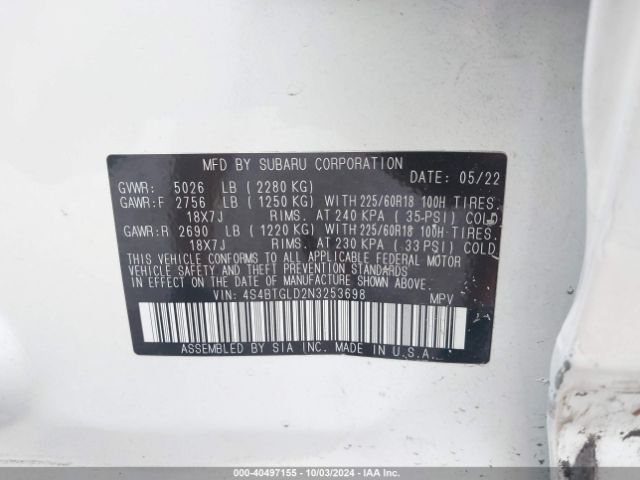 MFD BY SUBARU CORPORATION
DATE: 05/22
GVWR: 5026 LB ( 2280 KG)
GAWR:F 2756 LB ( 1250 KG) WITH 225/60R18 100H TIRES.
18X7J RIMS. AT 240 KPA ( 35-PSI) COLD
GAWR:R 2690 LB ( 1220 KG) WITH 225/60R18 100H TIRES.
18X7J RIMS. AT 230 KPA ( 33-PSI) COLD
THIS VEHICLE CONFORMS TO ALL APPLICABLE FEDERAL MOTOR
VEHICLE SAFETY AND THEFT PREVENTION STANDARDS
IN EFFECT ON THE DATE OF MANUFACTURE SHOWN ABOVE.
VIN: 4S4BTGLD2N3253698 MPV
ASSEMBLED BY SIA INC. MADE IN U.S.A.
000-40497155 - 10/03/2024 - IAA Inc.